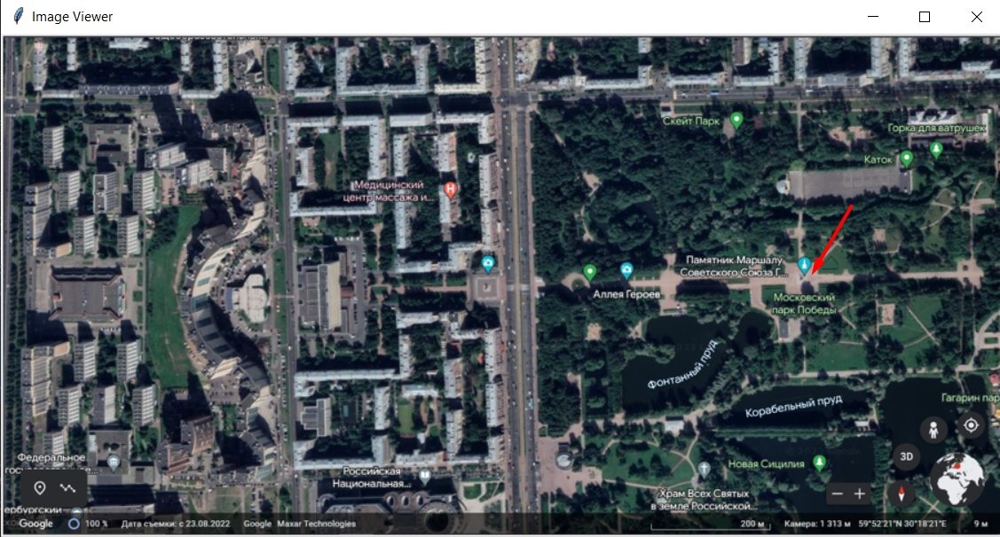 Image Viewer
Скейт Парк
Горка для ватрушек
Каток
Медицинский
центр массажа и...
Памятник Маршалу
Советского Союза Г...
Аллея Героев
Московский
парк Победы
Фонтанный пруд
Корабельный пруд
Гагарин пар
Федеральное
Новая Сицилия
3D
Российская
Национальная...
Храм Всех Святых
в земле Российской...
ербургский
Google
100 %
Дата съемки: с 23.08.2022
Google
Maxar Technologies
200 м
Камера: 1 313 м
59°52'21"N 30°18'21"E
9 м